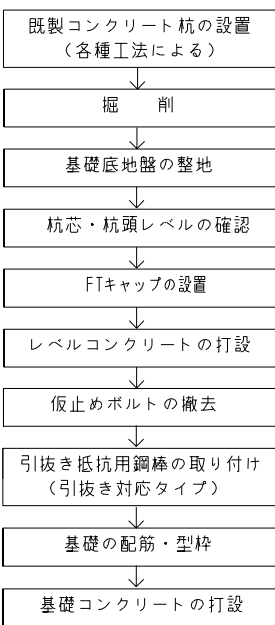 既製コンクリート杭の設置
（各種工法による）
掘　削
基礎底地盤の整地
杭芯・杭頭レベルの確認
FTキャップの設置
レベルコンクリートの打設
仮止めボルトの撤去
引抜き抵抗用鋼棒の取り付け
（引抜き対応タイプ）
基礎の配筋・型枠
基礎コンクリートの打設